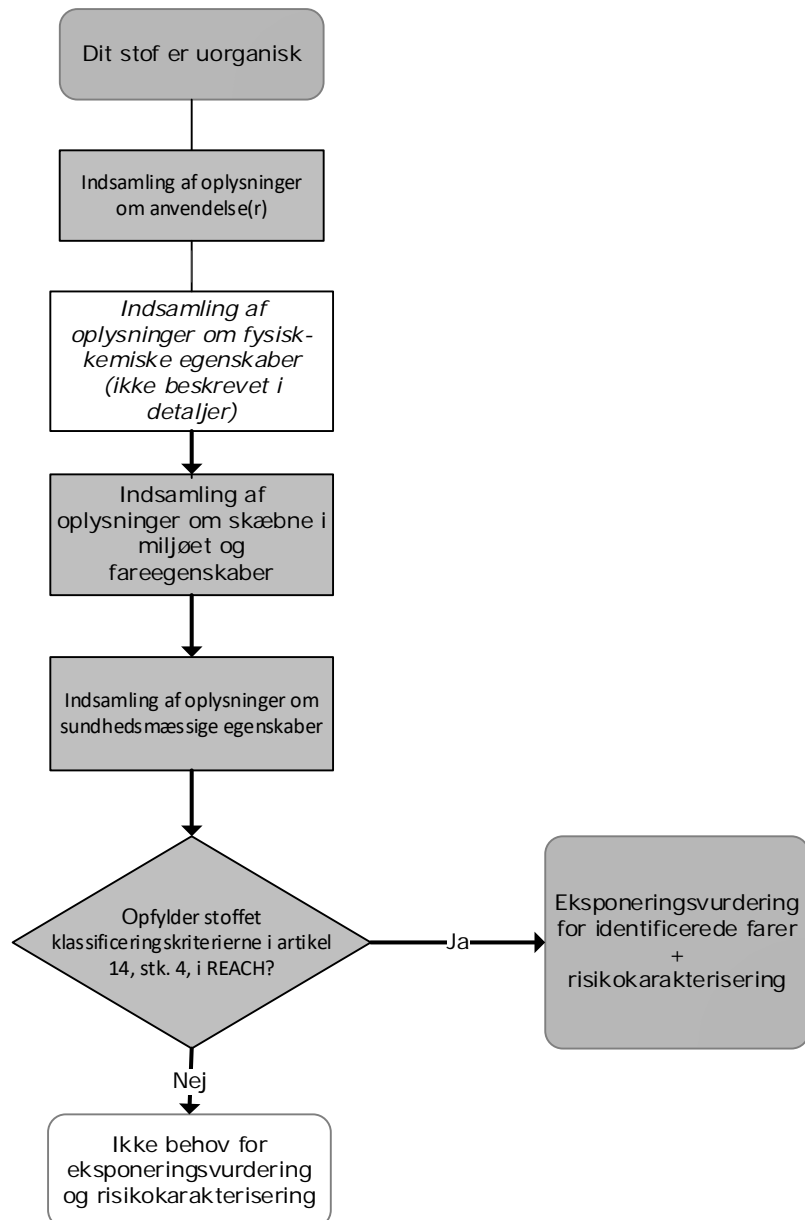 Dit stof er uorganisk
Indsamling af oplysninger
om anvendelse(r)
Indsamling af
oplysninger om fysisk-
kemiske egenskaber
(ikke beskrevet i
detaljer)
Indsamling af
oplysninger om skæbne i
miljøet og
fareegenskaber
Indsamling af oplysninger om
sundhedsmæssige egenskaber
Opfylder stoffet
klassificeringskriterierne i artikel
14, stk. 4, i REACH?
Ja
Eksponeringsvurdering
for identificerede farer
+
risikokarakterisering
Nej
Ikke behov for
eksponeringsvurdering
og risikokarakterisering